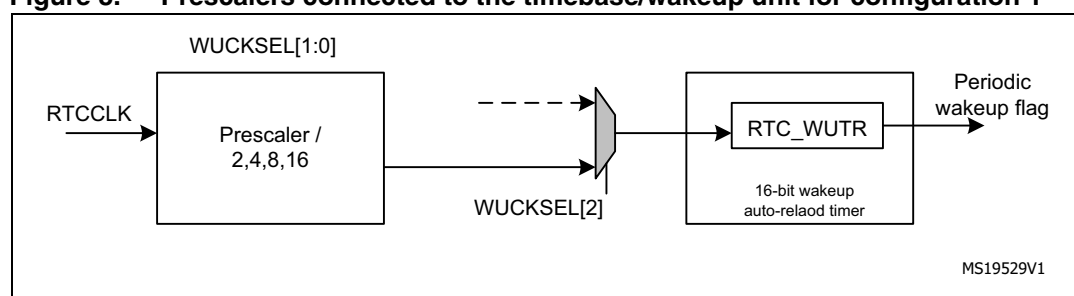 Figure 8. Prescalers connected to the timebase/wakeup unit for configuration 1
WUCKSEL[1:0]
RTCCLK
Prescaler /
2,4,8,16
WUCKSEL[2]
RTC_WUTR
16-bit wakeup
auto-relaod timer
Periodic
wakeup flag
MS19529V1